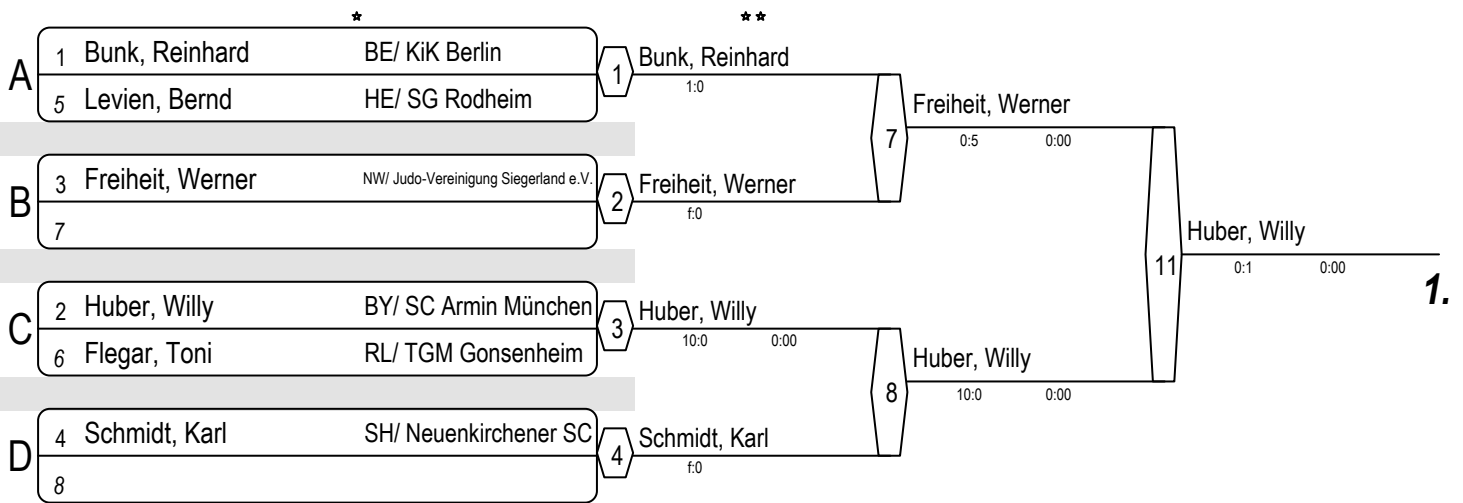 * **
A
1 Bunk, Reinhard BE/ KiK Berlin
5 Levien, Bernd HE/ SG Rodheim
1
Bunk, Reinhard
1:0
B
3 Freiheit, Werner NW/ Judo-Vereinigung Siegerland e.V.
7
2
Freiheit, Werner
f:0
7
Freiheit, Werner
0:5 0:00
C
2 Huber, Willy BY/ SC Armin München
6 Flegar, Toni RL/ TGM Gonsenheim
3
Huber, Willy
10:0 0:00
D
4 Schmidt, Karl SH/ Neuenkirchener SC
8
4
Schmidt, Karl
f:0
8
Huber, Willy
10:0 0:00
11
Huber, Willy
0:1 0:00
1.